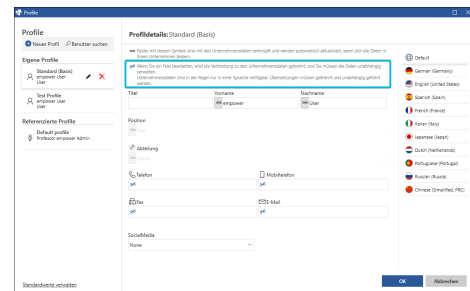 Profile
Profile
Neues Profil
Benutzer suchen
Eigene Profile
Standard (Basis)
empower User
User
Test Profile
empower User
User
Referenzierte Profile
Default profile
Professor empower Admin
Standardwerte verwalten
Profildetails: Standard (Basis)
Felder mit diesem Symbol sind mit den Unternehmensdaten verknüpft und werden automatisch aktualisiert, wenn sich die Daten in
Ihrem Unternehmen ändern.
Wenn Sie ein Feld bearbeiten, wird die Verbindung zu den Unternehmensdaten getrennt, und Sie müssen die Daten unabhängig
verwalten.
Unternehmensdaten sind in der Regel nur in einer Sprache verfügbar. Übersetzungen müssen getrennt und unabhängig geführt
werden.
Titel
Vorname
Nachname
empower
User
Position
Abteilung
Telefon
Mobiltelefon
Fax
E-Mail
SocialMedia
None
Default
German (Germany)
English (United States)
Spanish (Spain)
French (France)
Italian (Italy)
Japanese (Japan)
Dutch (Netherlands)
Portuguese (Portugal)
Russian (Russia)
Chinese (Simplified, PRC)
OK
Abbrechen